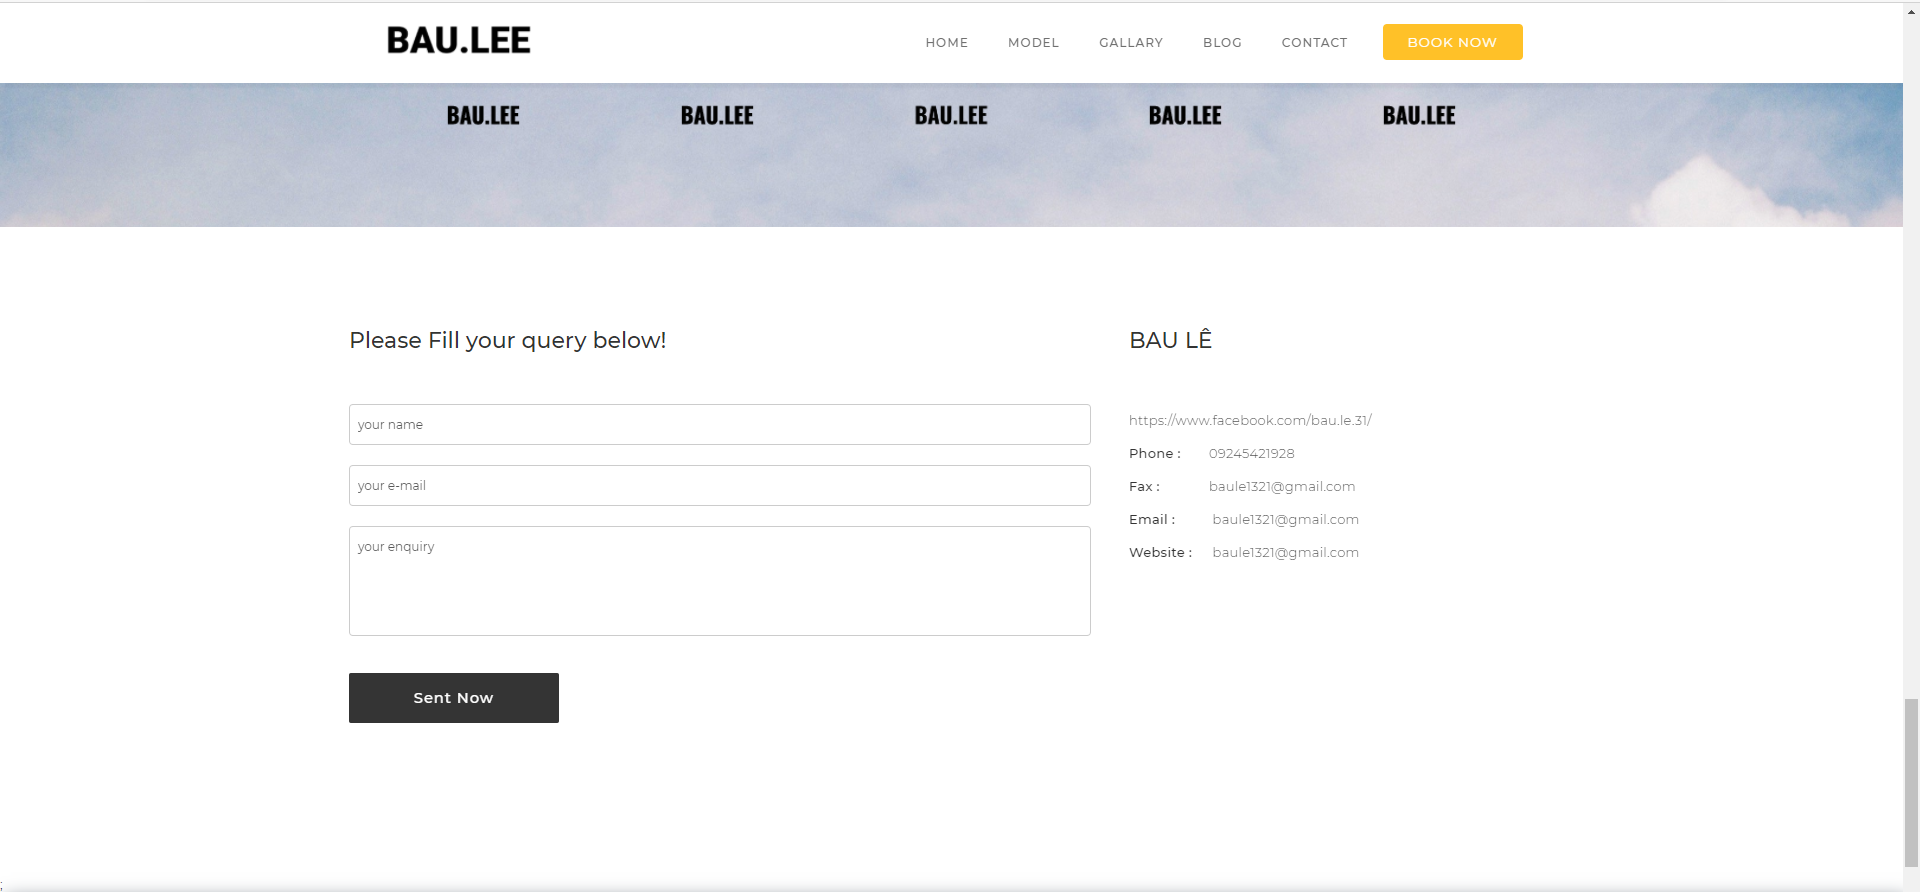 BAU.LEE
HOME MODEL GALLARY BLOG CONTACT BOOK NOW
BAU.LEE BAU.LEE BAU.LEE BAU.LEE BAU.LEE
Please Fill your query below!
your name
your e-mail
your enquiry
Sent Now
BAU LÊ
https://www.facebook.com/bau.le.31/
Phone : 09245421928
Fax : baule1321@gmail.com
Email : baule1321@gmail.com
Website : baule1321@gmail.com
;